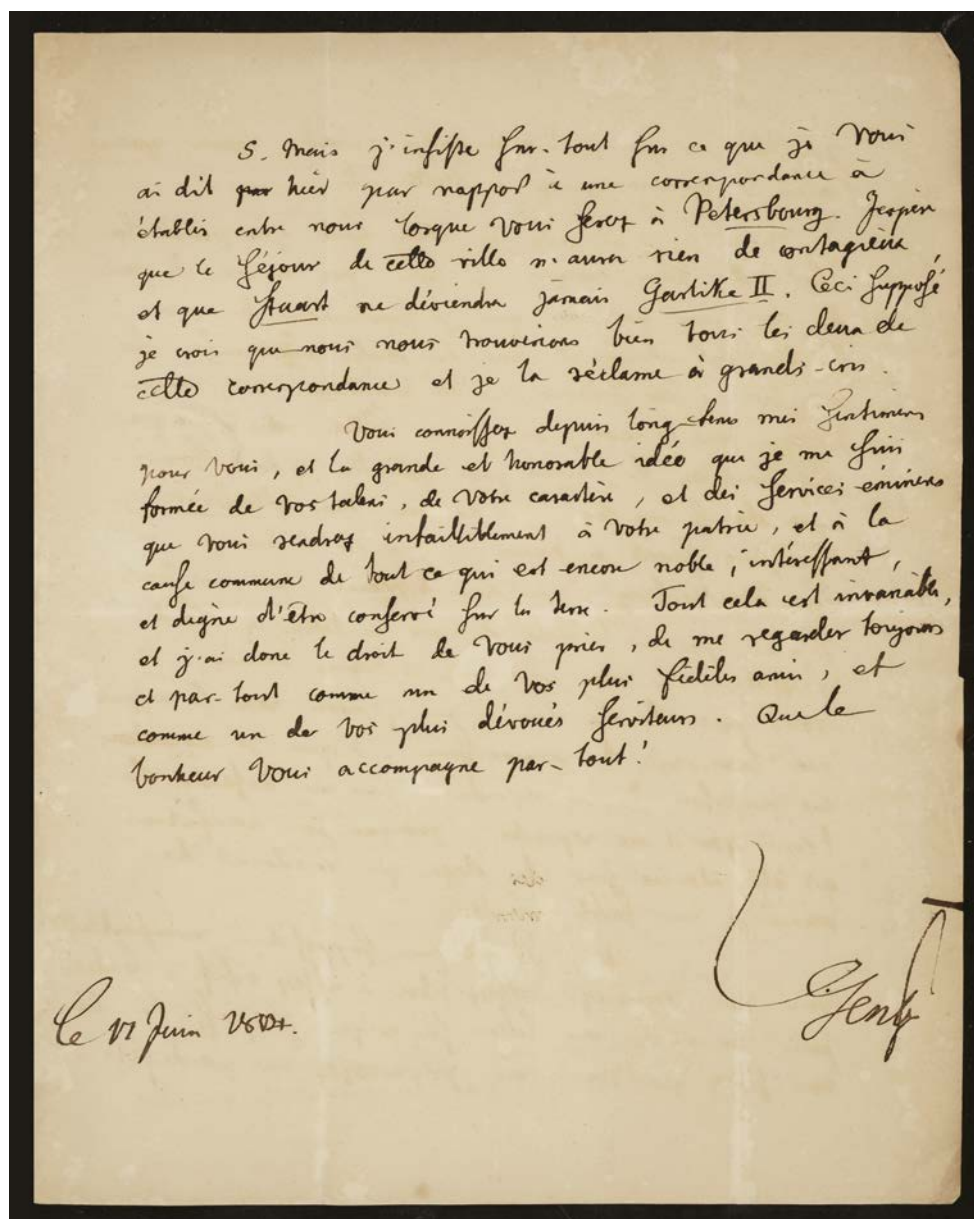 5. Mais j'insiste sur-tout sur ce que je Vous
ai dit hier par rapport à une correspondance à
établir entre nous lorsque Vous serez à Petersbourg. J'espère
que le séjour de cette ville n'aura rien de contagieux,
et que Stuart ne déviendra jamais Garlike II. Ceci supposé
je crois que nous nous trouverions bien tous les deux de
cette correspondance et je la réclame à grands-cris.
Vous connoissez depuis long-tems mes sentimens
pour Vous, et la grande et honorable idée que je me suis
formée de Vos talens, de Votre caractère, et des services éminens
que Vous rendrez infailliblement à Votre patrie, et à la
cause commune de tout ce qui est encore noble, intéressant,
et digne d'être conservé sur la terre. Tout cela est invariable,
et j'ai donc le droit de Vous prier, de me regarder toujours
et par-tout comme un de Vos plus fidèles amis, et
comme un de Vos plus dévoués serviteurs. Que le
bonheur Vous accompagne par-tout!
Gentz
Le Juin